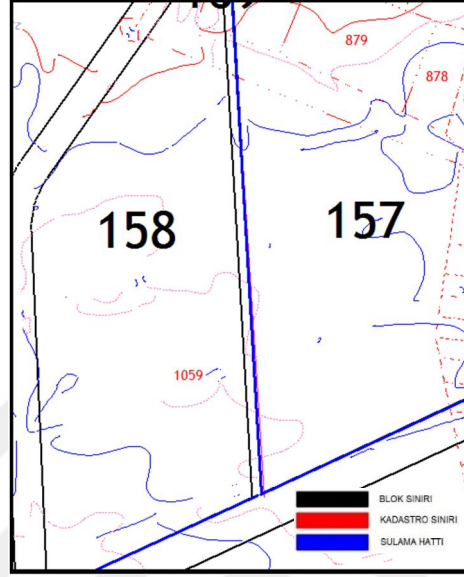 879
878
158
157
1059
BLOK SINIRI
KADASTRO SINIRI
SULAMA HATTI